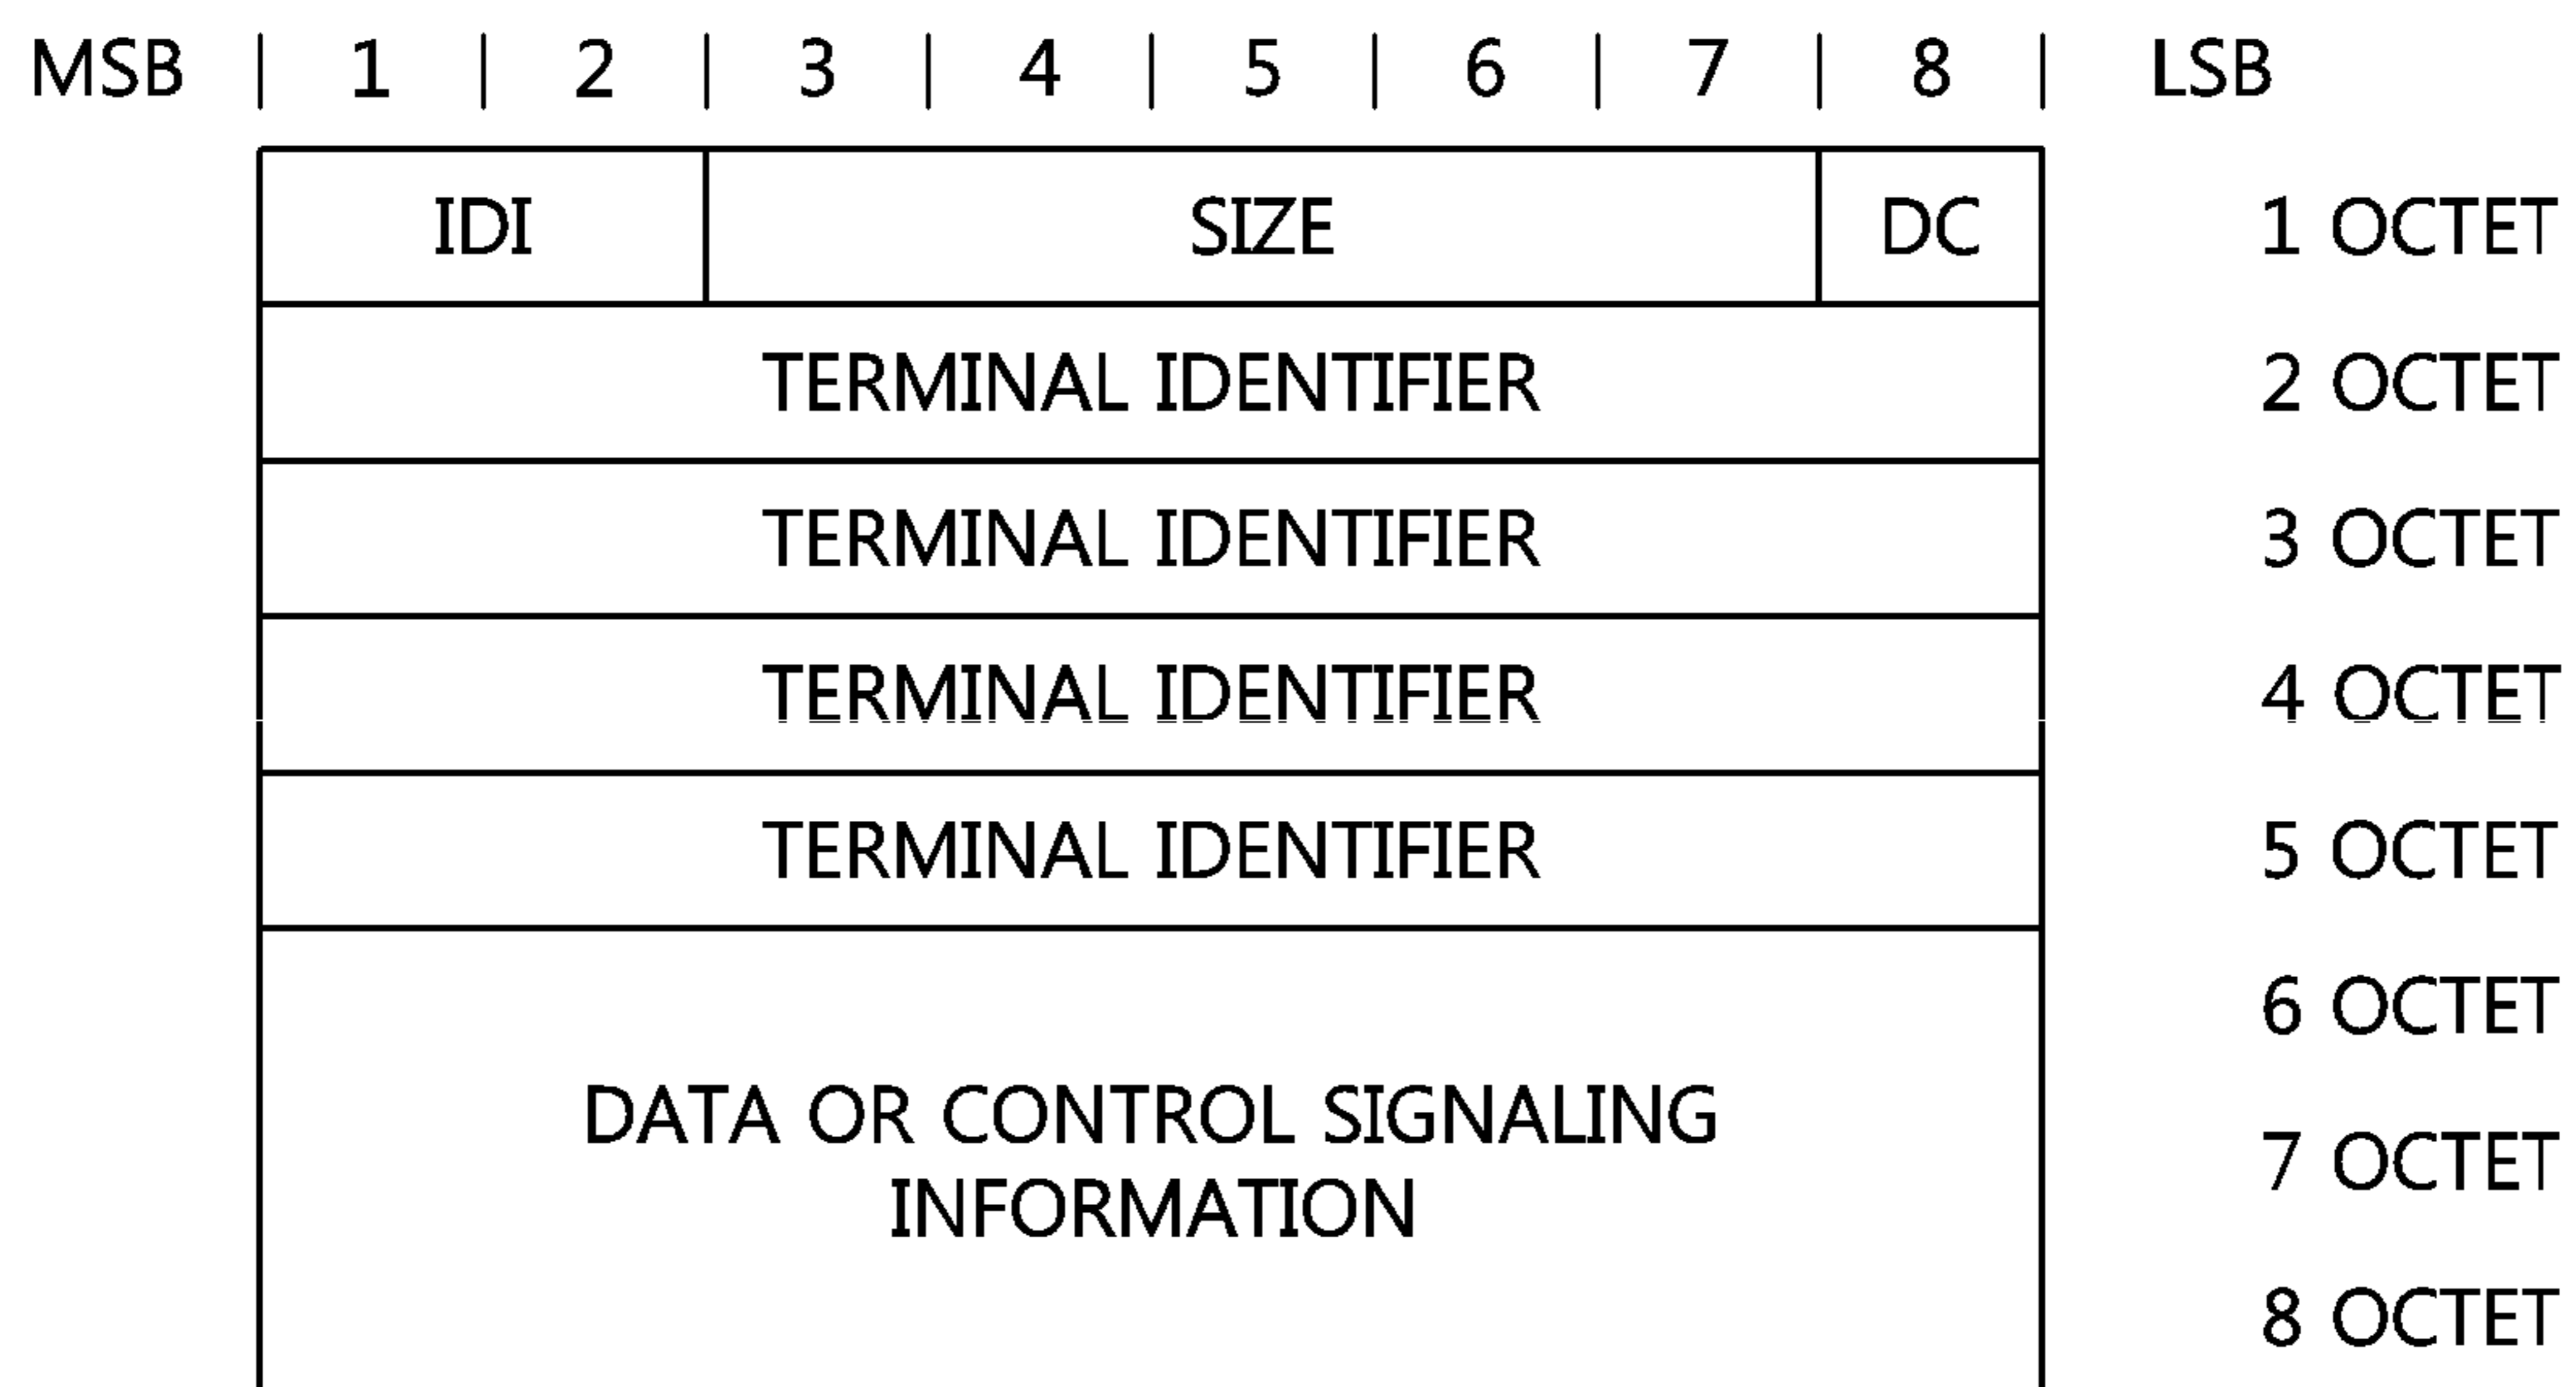 MSB | 1 | 2 | 3 | 4 | 5 | 6 | 7 | 8 | LSB
IDI SIZE DC 1 OCTET
TERMINAL IDENTIFIER 2 OCTET
TERMINAL IDENTIFIER 3 OCTET
TERMINAL IDENTIFIER 4 OCTET
TERMINAL IDENTIFIER 5 OCTET
6 OCTET
DATA OR CONTROL SIGNALING
7 OCTET
INFORMATION
8 OCTET